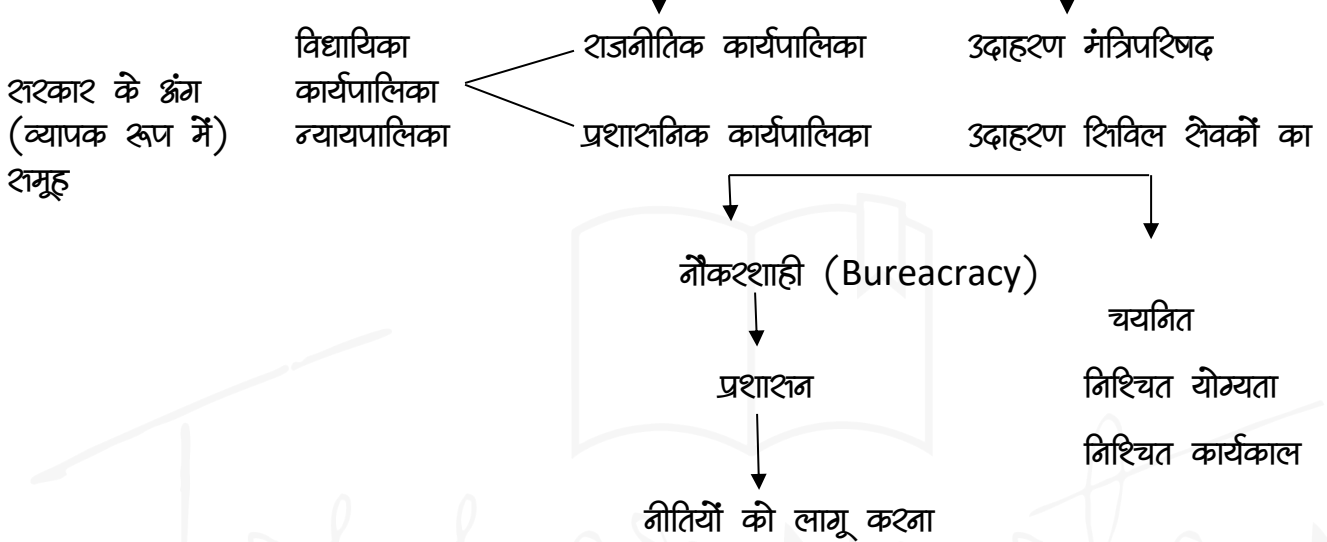 विधायिका राजनीतिक कार्यपालिका उदाहरण मंत्रिपरिषद
सरकार के अंग कार्यपालिका
(व्यापक रूप में) न्यायपालिका प्रशासनिक कार्यपालिका उदाहरण सिविल सेवकों का
समूह
नौकरशाही (Bureacracy)
चयनित
प्रशासन निश्चित योग्यता
निश्चित कार्यकाल
नीतियों को लागू करना